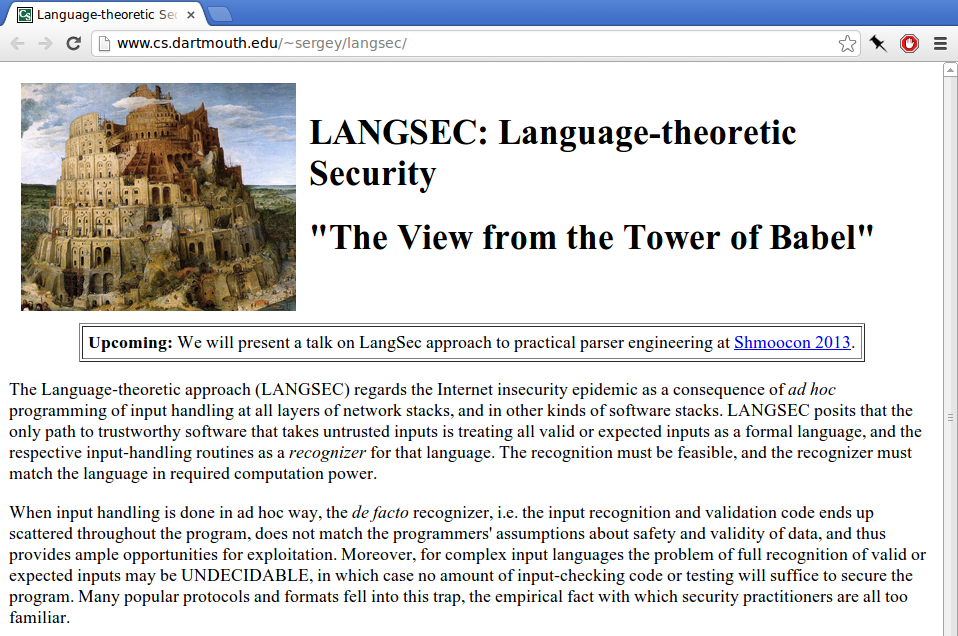 Language-theoretic Sec
www.cs.dartmouth.edu/~sergey/langsec/
LANGSEC: Language-theoretic
Security
"The View from the Tower of Babel"
Upcoming: We will present a talk on LangSec approach to practical parser engineering at Shmoocon 2013.
The Language-theoretic approach (LANGSEC) regards the Internet insecurity epidemic as a consequence of ad hoc
programming of input handling at all layers of network stacks, and in other kinds of software stacks. LANGSEC posits that the
only path to trustworthy software that takes untrusted inputs is treating all valid or expected inputs as a formal language, and the
respective input-handling routines as a recognizer for that language. The recognition must be feasible, and the recognizer must
match the language in required computation power.
When input handling is done in ad hoc way, the de facto recognizer, i.e. the input recognition and validation code ends up
scattered throughout the program, does not match the programmers' assumptions about safety and validity of data, and thus
provides ample opportunities for exploitation. Moreover, for complex input languages the problem of full recognition of valid or
expected inputs may be UNDECIDABLE, in which case no amount of input-checking code or testing will suffice to secure the
program. Many popular protocols and formats fell into this trap, the empirical fact with which security practitioners are all too
familiar.